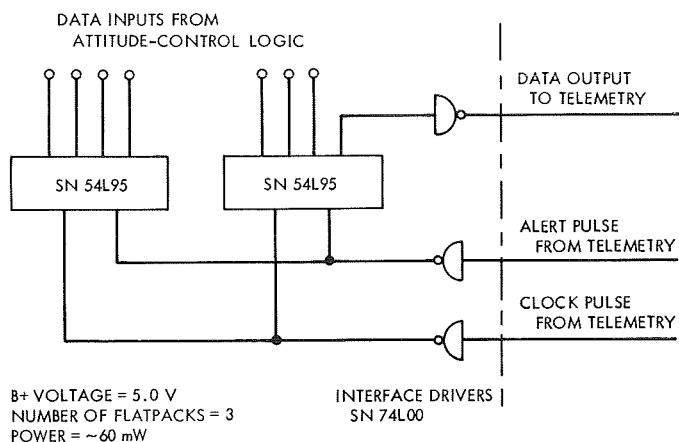 DATA INPUTS FROM
ATTITUDE-CONTROL LOGIC
DATA OUTPUT
TO TELEMETRY
SN 54L95
SN 54L95
ALERT PULSE
FROM TELEMETRY
CLOCK PULSE
FROM TELEMETRY
B+ VOLTAGE = 5.0 V
NUMBER OF FLATPACKS = 3
POWER = ~60 mW
INTERFACE DRIVERS
SN 74L00